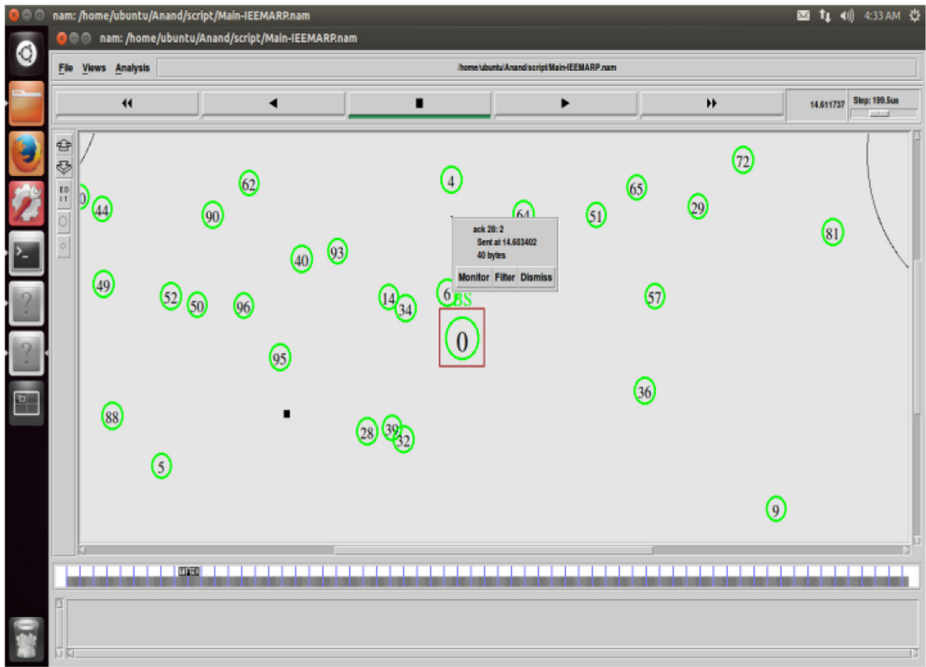 nam: /home/ubuntu/Anand/script/Main-IEEMARP.nam
4:33 AM
nam: /home/ubuntu/Anand/script/Main-IEEMARP.nam
File Views Analysis
/home/ubuntu/Anand/script/Main-IEEMARP.nam
14.611737
Step: 199.5us
ED
IT
72
62
4
65
0
44
90
64
51
29
81
93
40
ack 28: 2
Sent at 14.603402
40 bytes
Monitor Filter Dismiss
49
52
50
96
14
34
6
BS
57
0
95
36
88
28
39
32
5
9